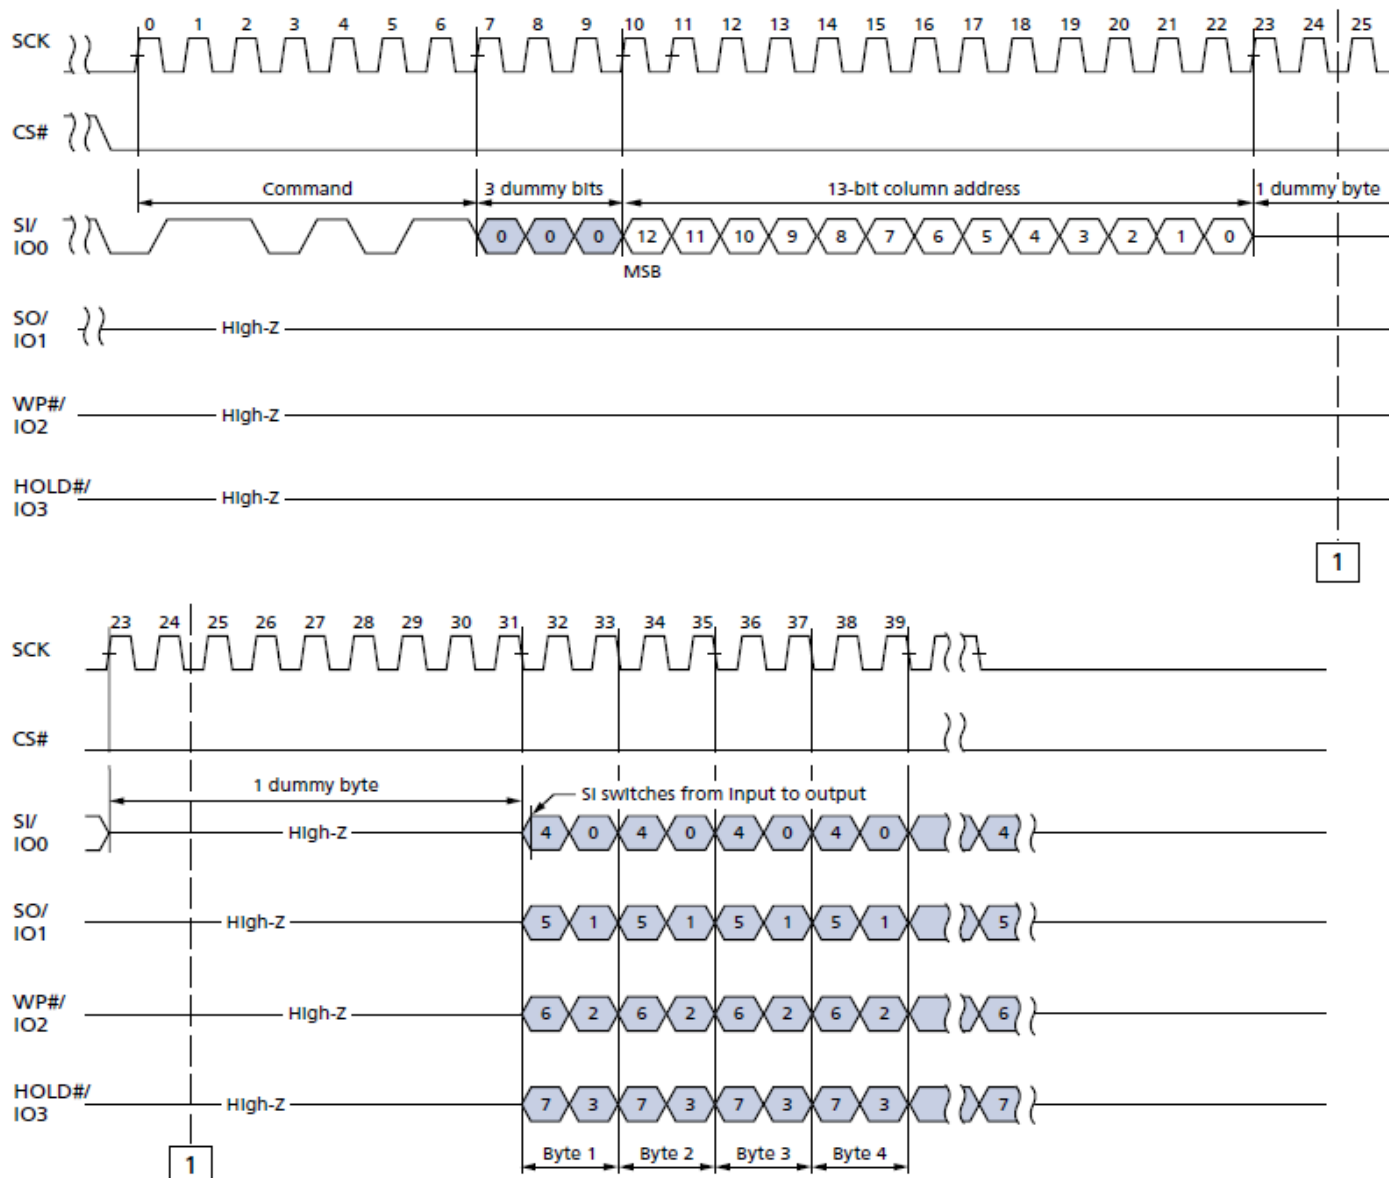 0 1 2 3 4 5 6 7 8 9 10 11 12 13 14 15 16 17 18 19 20 21 22 23 24 25
SCK
CS#
Command 3 dummy bits 13-bit column address 1 dummy byte
SI/
IO0
0 0 0 12 11 10 9 8 7 6 5 4 3 2 1 0
MSB
SO/
IO1
High-Z
WP#/
IO2
High-Z
HOLD#/
IO3
High-Z
1
23 24 25 26 27 28 29 30 31 32 33 34 35 36 37 38 39
SCK
CS#
1 dummy byte
SI switches from input to output
SI/
IO0
High-Z 4 0 4 0 4 0 4 0 4
SO/
IO1
High-Z 5 1 5 1 5 1 5 1 5
WP#/
IO2
High-Z 6 2 6 2 6 2 6 2 6
HOLD#/
IO3
High-Z 7 3 7 3 7 3 7 3 7
Byte 1 Byte 2 Byte 3 Byte 4
1